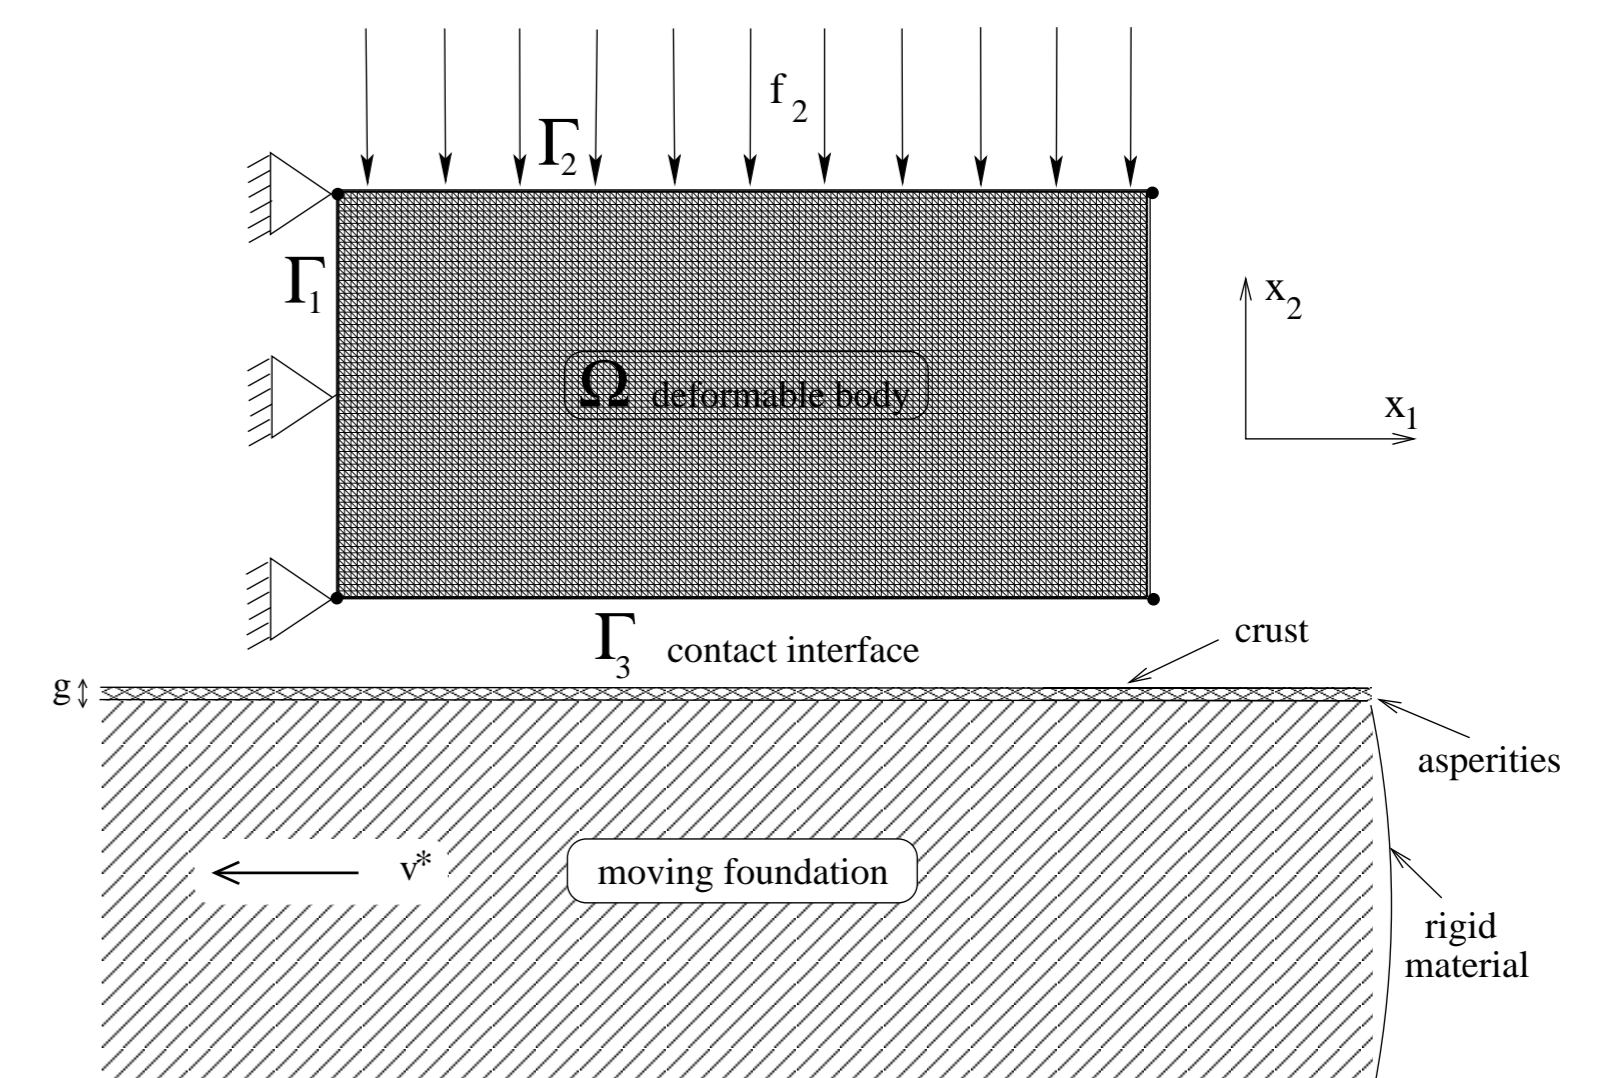 f 2
Γ2
Γ1
x2
Ω deformable body
x1
Γ3 contact interface
crust
g
asperities
v* moving foundation
rigid
material